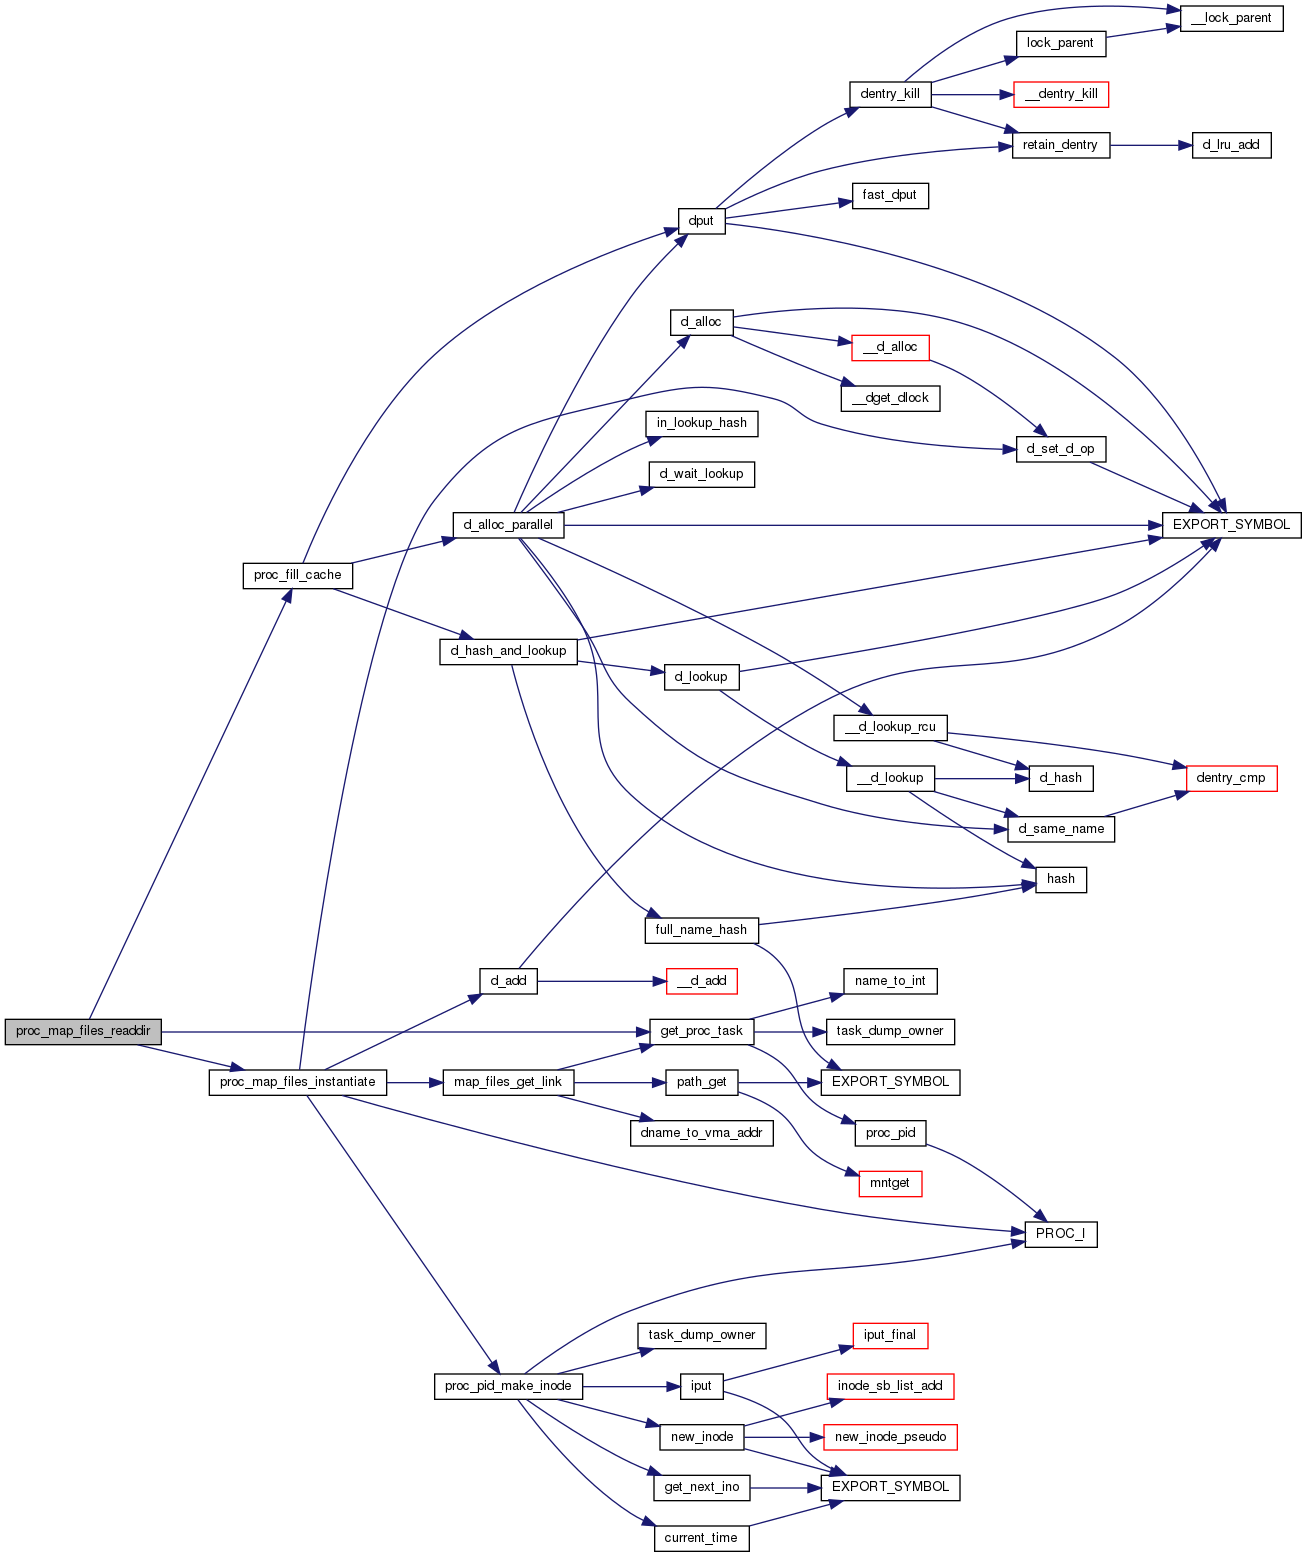 __lock_parent
lock_parent
dentry_kill
__dentry_kill
retain_dentry
d_lru_add
fast_dput
dput
d_alloc
__d_alloc
__dget_dlock
in_lookup_hash
d_set_d_op
d_wait_lookup
d_alloc_parallel
EXPORT_SYMBOL
proc_fill_cache
d_hash_and_lookup
d_lookup
__d_lookup_rcu
__d_lookup
d_hash
dentry_cmp
d_same_name
hash
full_name_hash
d_add
__d_add
name_to_int
proc_map_files_readdir
get_proc_task
task_dump_owner
proc_map_files_instantiate
map_files_get_link
path_get
EXPORT_SYMBOL
dname_to_vma_addr
proc_pid
mntget
PROC_I
task_dump_owner
iput_final
proc_pid_make_inode
iput
inode_sb_list_add
new_inode
new_inode_pseudo
get_next_ino
EXPORT_SYMBOL
current_time